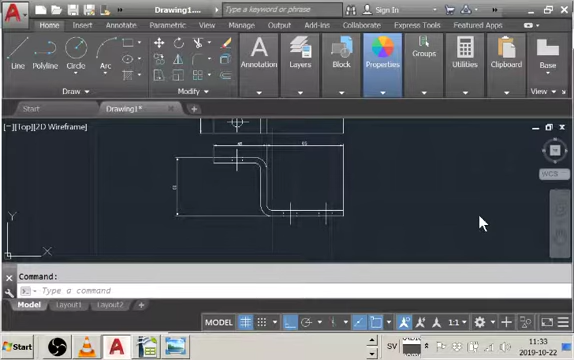 Drawing1....
Type a keyword or phrase
Sign In
Home Insert Annotate Parametric View Manage Output Add-ins Collaborate Express Tools Featured Apps
Line Polyline Circle Arc
Annotation Layers Block Properties Groups Utilities Clipboard Base
Draw Modify View
Start Drawing1*
[−][Top][2D Wireframe]
WCS
Y
X
Command:
Type a command
Model Layout1 Layout2
MODEL 1:1
Start SV 11:33
2019-10-22